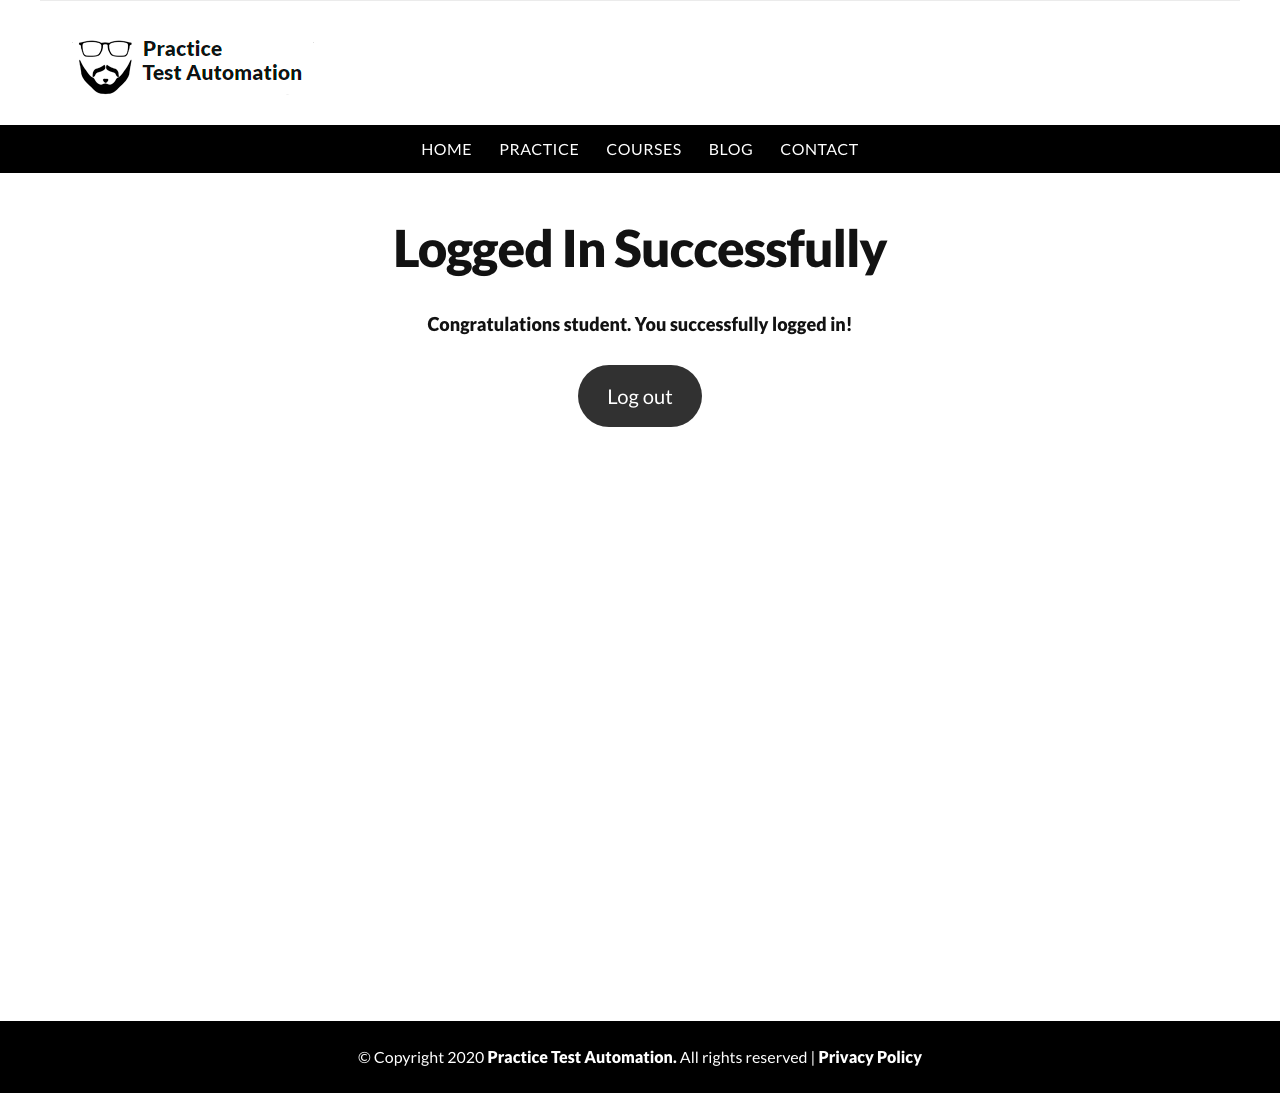 Practice
Test Automation
HOME PRACTICE COURSES BLOG CONTACT
Logged In Successfully
Congratulations student. You successfully logged in!
Log out
© Copyright 2020 Practice Test Automation. All rights reserved | Privacy Policy